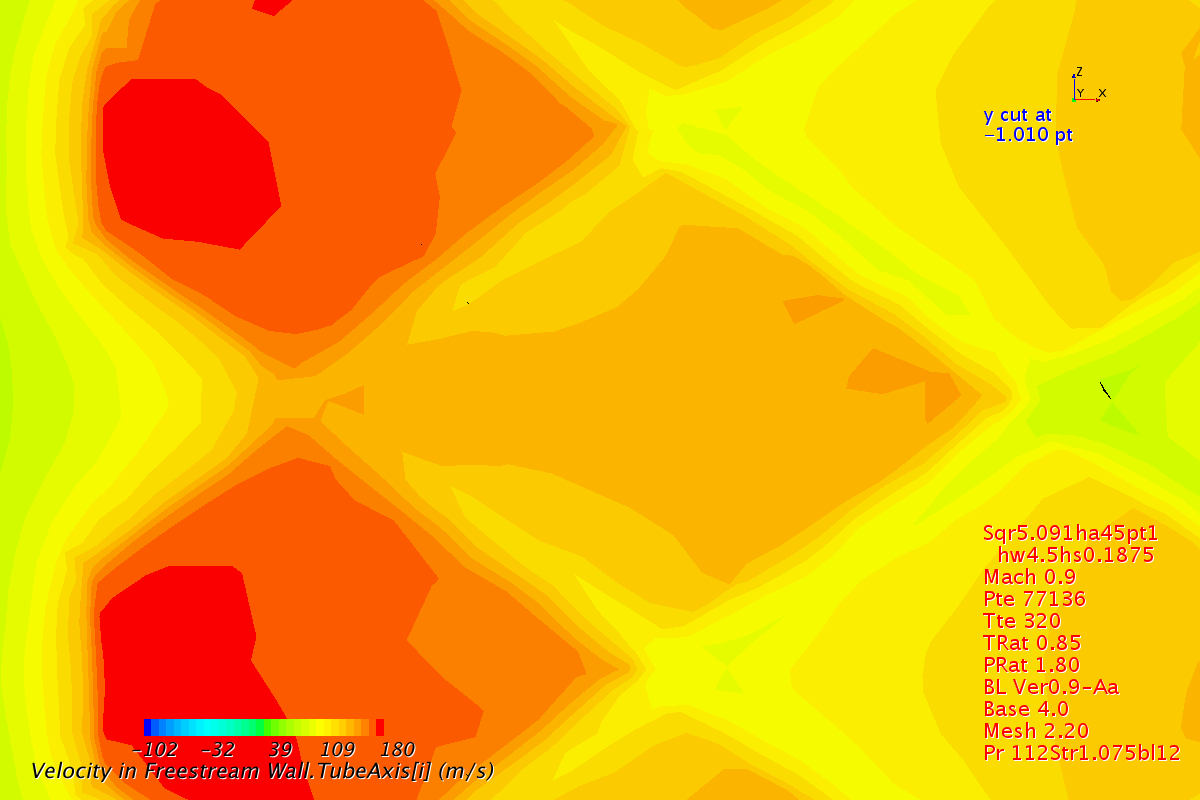 Z
Y X
y cut at
-1.010 pt
Sqr5.091ha45pt1
hw4.5hs0.1875
Mach 0.9
Pte 77136
Tte 320
TRat 0.85
PRat 1.80
BL Ver0.9-Aa
Base 4.0
Mesh 2.20
Pr 112Str1.075bl12
-102 -32 39 109 180
Velocity in Freestream Wall.TubeAxis[i] (m/s)